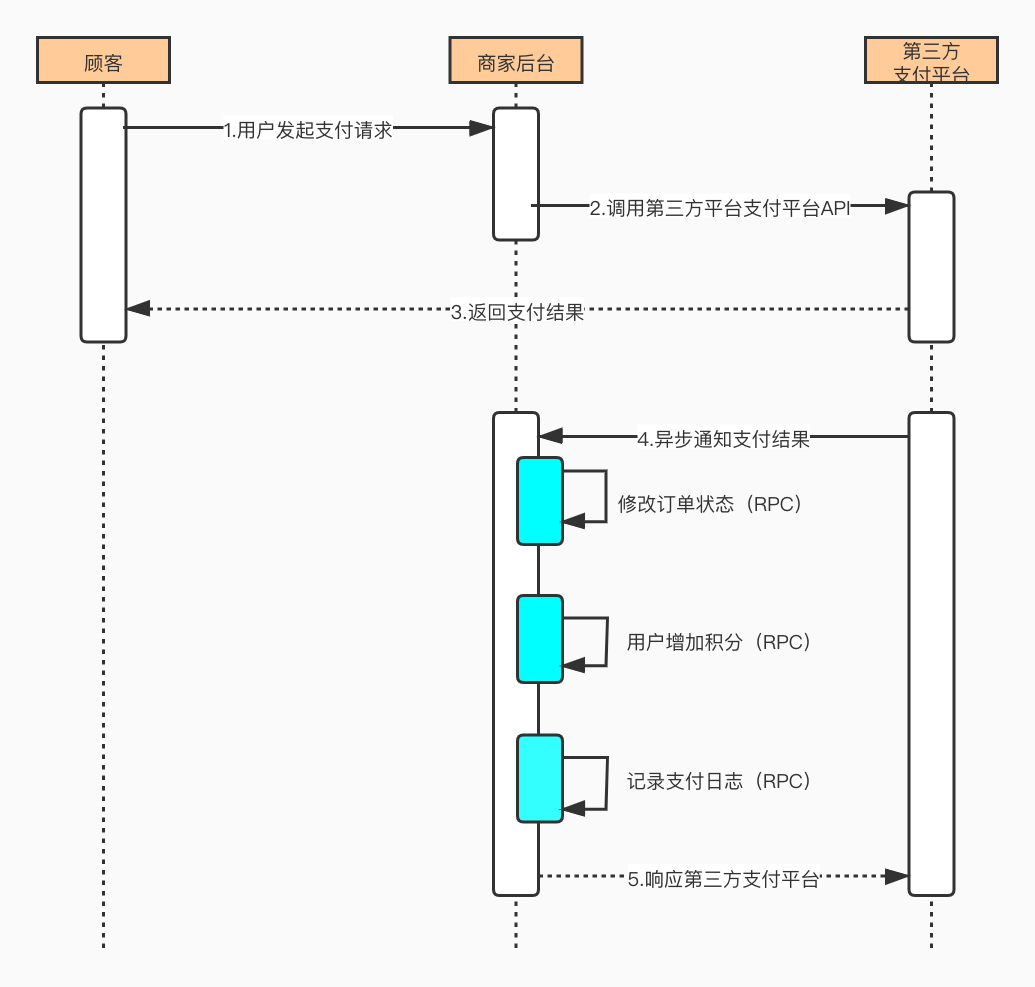 顾客
商家后台
第三方
支付平台
1.用户发起支付请求
2.调用第三方平台支付平台API
3.返回支付结果
4.异步通知支付结果
修改订单状态（RPC）
用户增加积分（RPC）
记录支付日志（RPC）
5.响应第三方支付平台